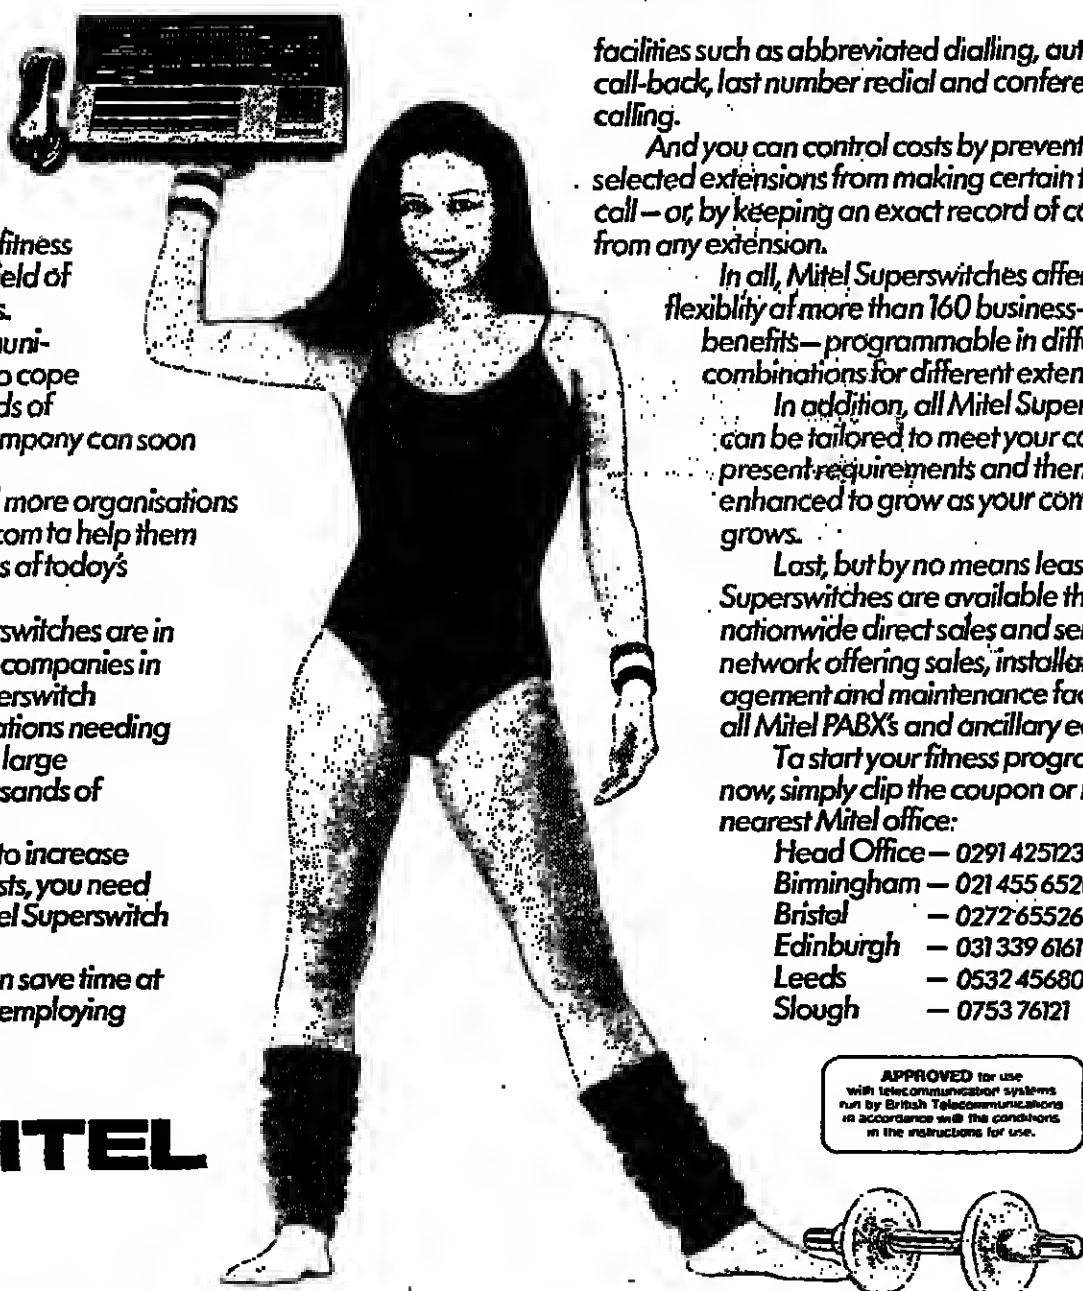 fitness
eld of
s.
uni-
o cope
ds of
mpany can soon
more organisations
com to help them
s of today's
rswitches are in
companies in
erswitch
ations needing
large
sands of
to increase
sts, you need
el Superswitch
n save time at
employing
ITEL
facilities such as abbreviated dialling, aut
call-back, last number redial and confere
calling.
And you can control costs by prevent
selected extensions from making certain t
call – or, by keeping an exact record of co
from any extension.
In all, Mitel Superswitches offer
flexiblity of more than 160 business-
benefits – programmable in diffe
combinations for different exten
In addition, all Mitel Super
can be tailored to meet your co
present requirements and then
enhanced to grow as your com
grows.
Last, but by no means leas
Superswitches are available th
nationwide direct sales and ser
network offering sales, installa
agement and maintenance fac
all Mitel PABX's and ancillary e
To start your fitness progra
now, simply clip the coupon or
nearest Mitel office:
Head Office – 0291 425123
Birmingham – 021 455 652
Bristol – 0272 65526
Edinburgh – 031 339 6161
Leeds – 0532 45680
Slough – 0753 76121
APPROVED for use
with telecommunication systems
run by British Telecommunications
in accordance with the conditions
in the instructions for use.